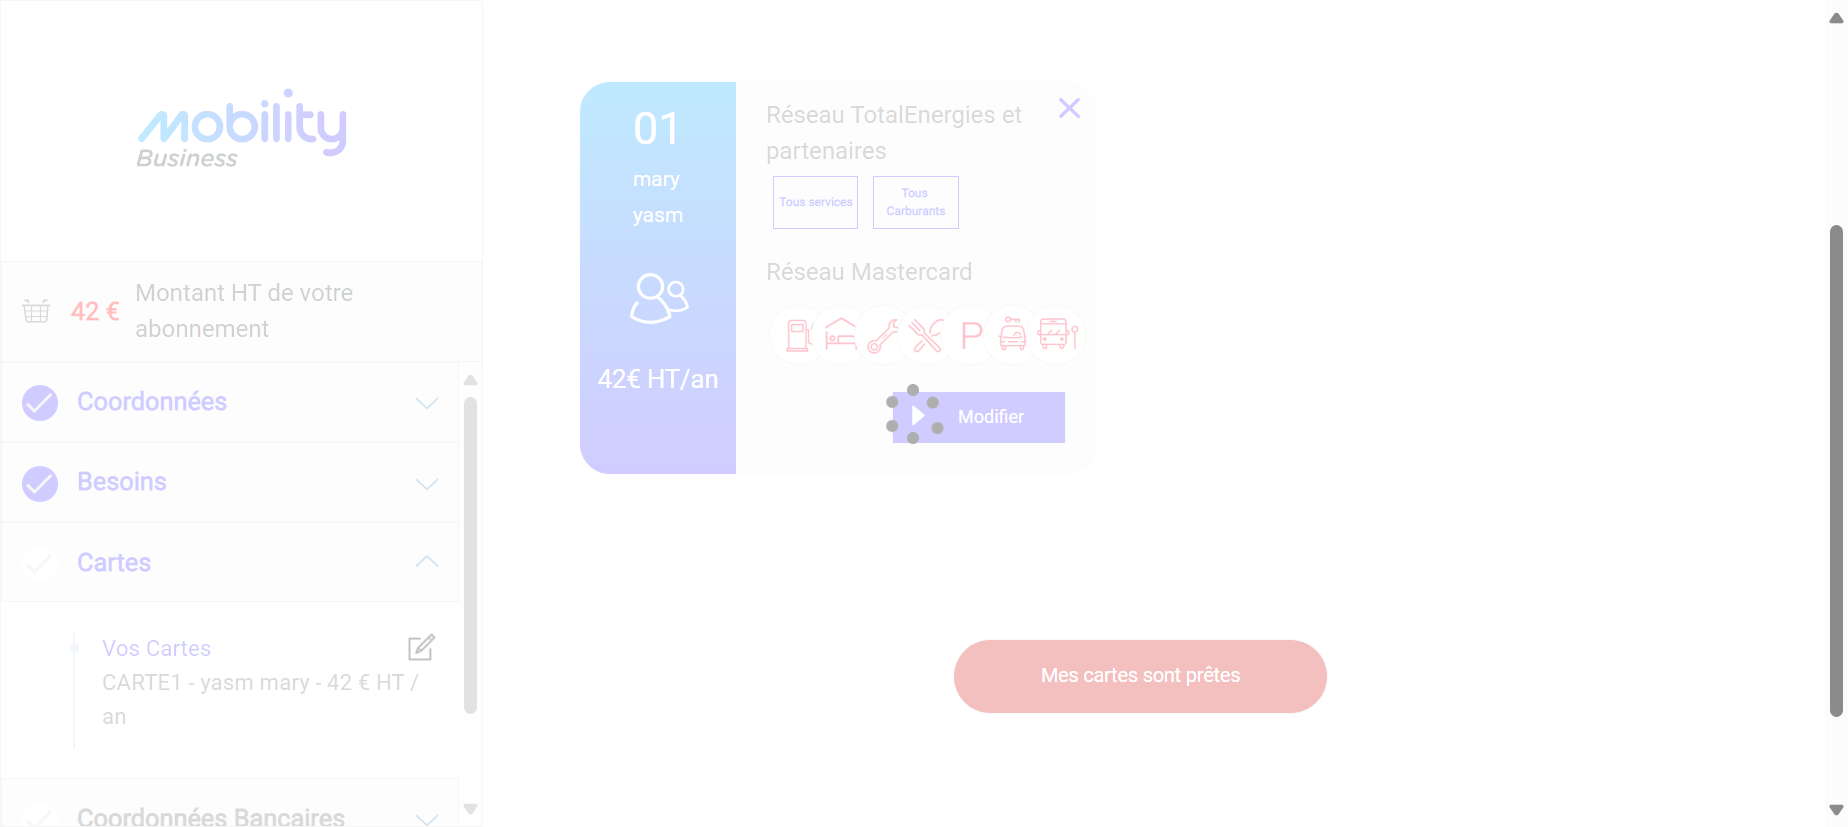 mobility
Business
42 €
Montant HT de votre
abonnement
Coordonnées
Besoins
Cartes
Vos Cartes
CARTE1 - yasm mary - 42 € HT /
an
Coordonnées Bancaires
01
mary
yasm
42€ HT/an
Réseau TotalEnergies et
partenaires
Tous services
Tous
Carburants
Réseau Mastercard
P
Modifier
Mes cartes sont prêtes